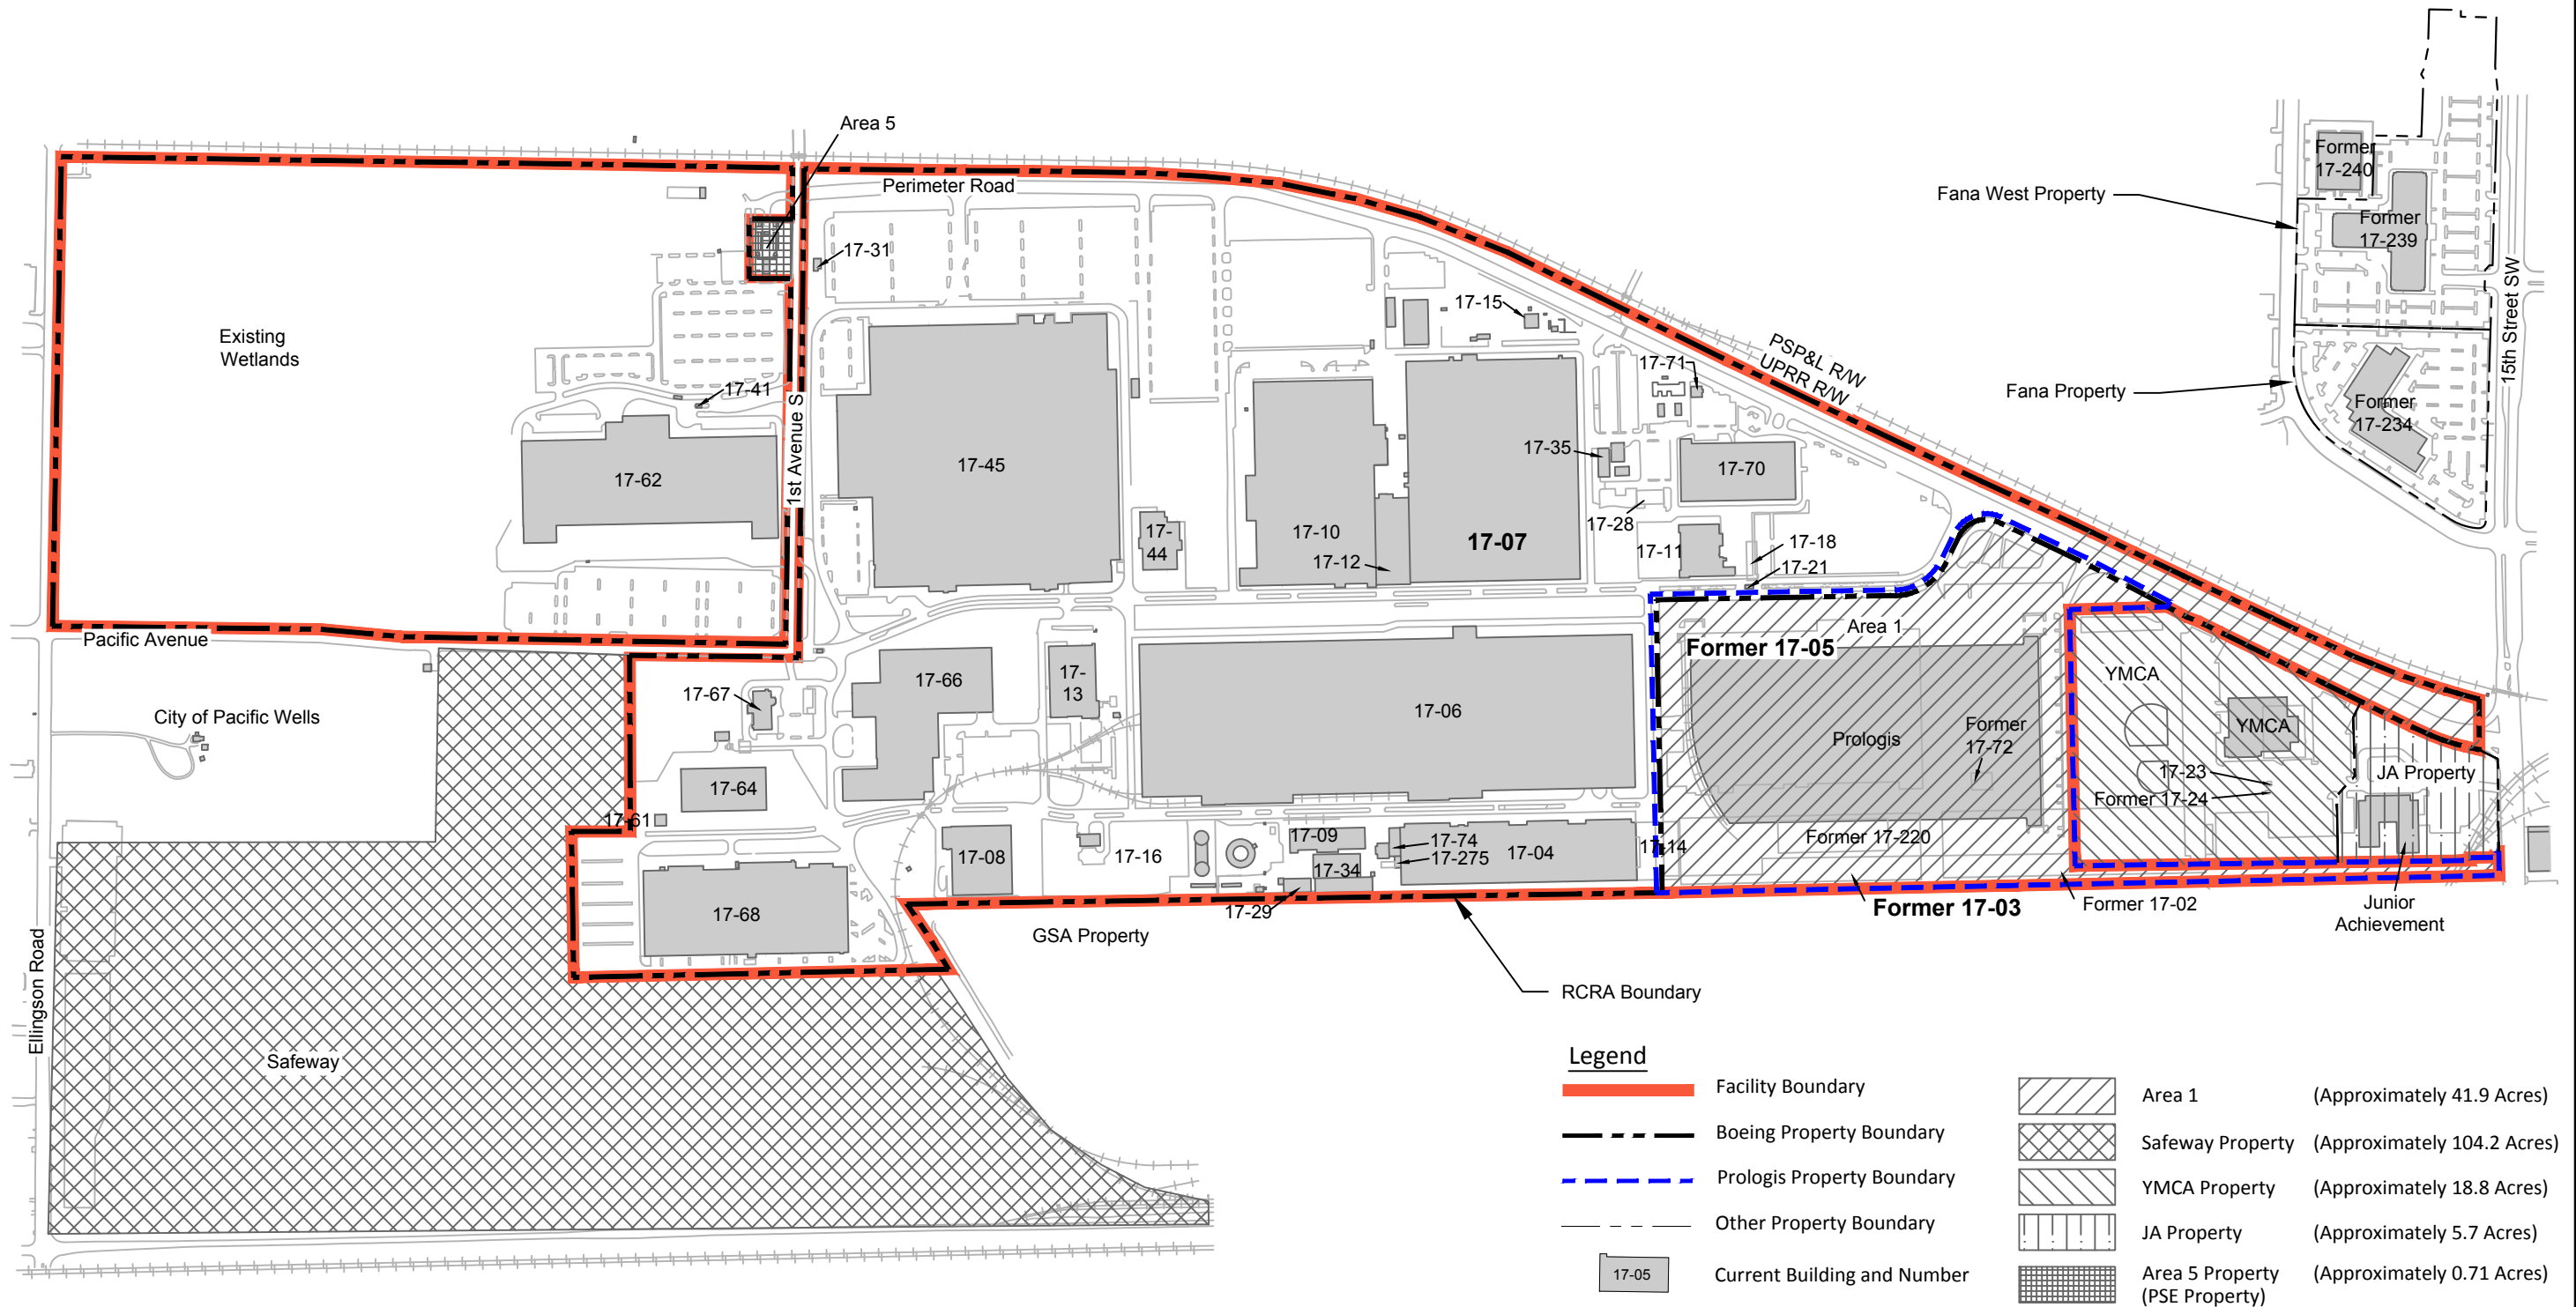 Area 5
Perimeter Road
17-31
Existing
Wetlands
17-41
1st Avenue S
17-62
17-45
17-
44
17-10
17-12
17-07
17-15
17-71
17-35
17-28
17-70
17-11
17-18
17-21
PSP&L R/W
UPRR R/W
Fana West Property
Fana Property
Former
17-240
Former
17-239
Former
17-234
15th Street SW
Pacific Avenue
City of Pacific Wells
Ellingson Road
Safeway
17-67
17-66
17-
13
17-06
17-64
17-61
17-68
17-08
17-16
17-09
17-34
17-29
17-74
17-275
17-04
17-14
GSA Property
RCRA Boundary
Area 1
Former 17-05
Prologis
Former
17-72
Former 17-220
Former 17-03
Former 17-02
YMCA
YMCA
17-23
Former 17-24
JA Property
Junior
Achievement
Legend
Facility Boundary
Boeing Property Boundary
Prologis Property Boundary
Other Property Boundary
17-05
Current Building and Number
Area 1 (Approximately 41.9 Acres)
Safeway Property (Approximately 104.2 Acres)
YMCA Property (Approximately 18.8 Acres)
JA Property (Approximately 5.7 Acres)
Area 5 Property (Approximately 0.71 Acres)
(PSE Property)